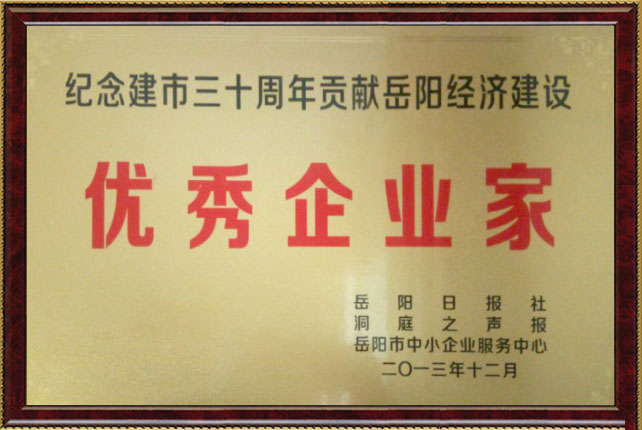 纪念建市三十周年贡献岳阳经济建设
优秀企业家
岳阳日报社
洞庭之声报
岳阳市中小企业服务中心
二〇一三年十二月